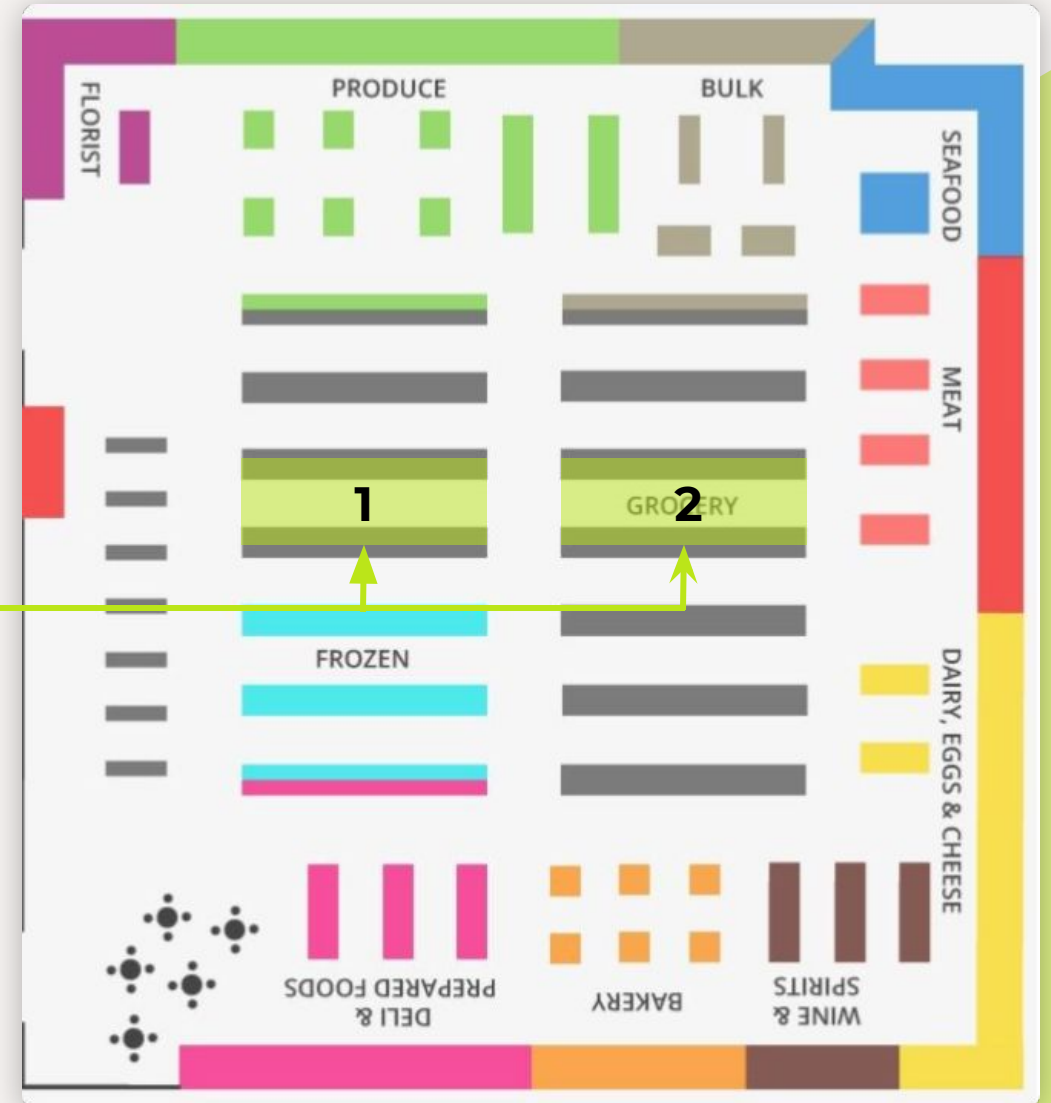 PRODUCE
BULK
FLORIST
SEAFOOD
MEAT
1
GROCERY
2
FROZEN
DAIRY, EGGS & CHEESE
DELI &
PREPARED FOODS
BAKERY
WINE &
SPIRITS